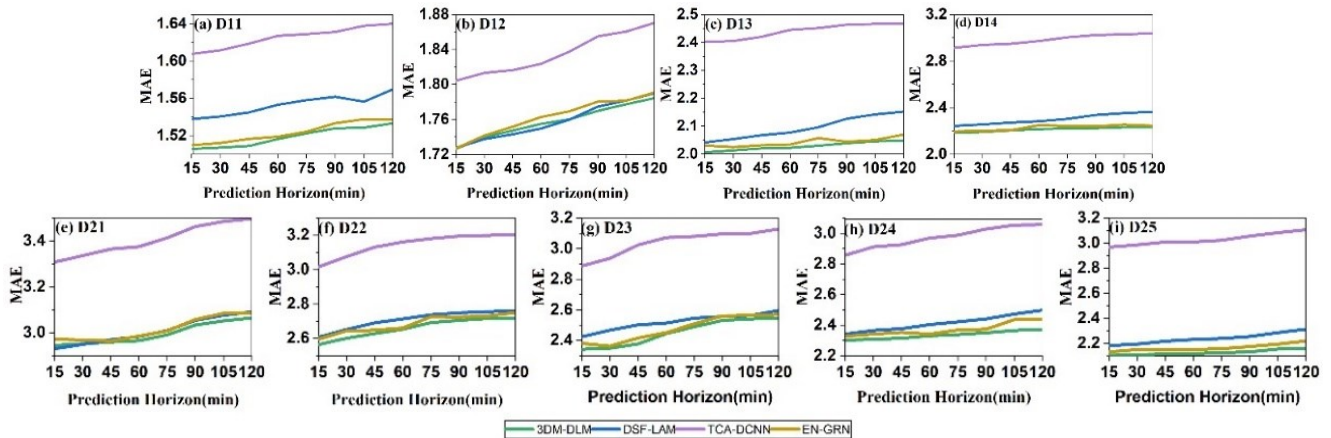 (a) D11
MAE
1.64
1.60
1.56
1.52
15 30 45 60 75 90 105 120
Prediction Horizon(min)
(b) D12
MAE
1.88
1.84
1.80
1.76
1.72
15 30 45 60 75 90 105 120
Prediction Horizon(min)
(c) D13
MAE
2.5
2.4
2.3
2.2
2.1
2.0
15 30 45 60 75 90 105 120
Prediction Horizon(min)
(d) D14
MAE
3.2
2.8
2.4
2.2
2.0
15 30 45 60 75 90 105 120
Prediction Horizon(min)
(e) D21
MAE
3.4
3.2
3.0
15 30 45 60 75 90 105 120
Prediction Horizon(min)
(f) D22
MAE
3.2
3.0
2.8
2.6
15 30 45 60 75 90 105 120
Prediction Horizon(min)
(g) D23
MAE
3.2
3.0
2.8
2.6
2.4
15 30 45 60 75 90 105 120
Prediction Horizon(min)
(h) D24
MAE
3.0
2.8
2.6
2.4
2.2
15 30 45 60 75 90 105 120
Prediction Horizon(min)
(i) D25
MAE
3.2
3.1
3.0
2.8
2.6
2.4
2.2
2.1
15 30 45 60 75 90 105 120
Prediction Horizon(min)
3DM-DLM DSF-LAM TCA-DCNN EN-GRN